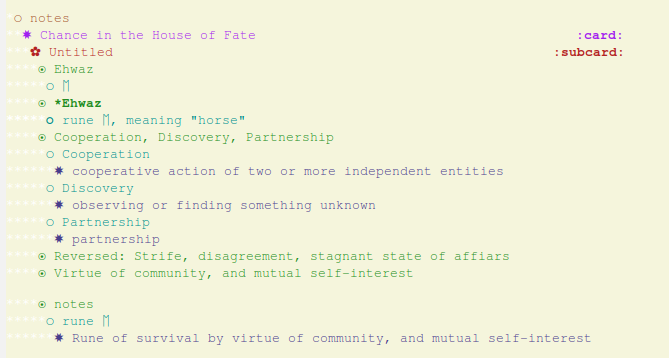 notes
Chance in the House of Fate :card:
Untitled :subcard:
Ehwaz
ᛖ
*Ehwaz
rune ᛖ, meaning "horse"
Cooperation, Discovery, Partnership
Cooperation
cooperative action of two or more independent entities
Discovery
observing or finding something unknown
Partnership
partnership
Reversed: Strife, disagreement, stagnant state of affiars
Virtue of community, and mutual self-interest
notes
rune ᛖ
Rune of survival by virtue of community, and mutual self-interest